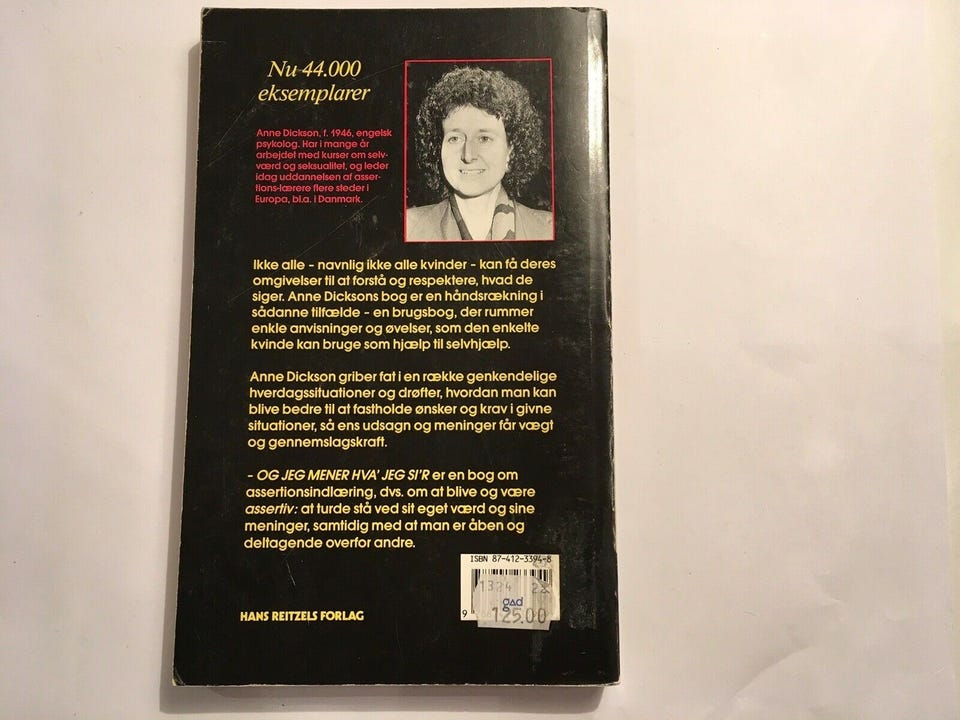 Nu 44.000
eksemplarer
Anne Dickson, f. 1946, engelsk
psykolog. Har i mange år
arbejdet med kurser om selv-
værd og seksualitet, og leder
idag uddannelsen af asser-
tions-lærere flere steder i
Europa, bl.a. i Danmark.
Ikke alle – navnlig ikke alle kvinder – kan få deres
omgivelser til at forstå og respektere, hvad de
siger. Anne Dicksons bog er en håndsrækning i
sådanne tilfælde – en brugsbog, der rummer
enkle anvisninger og øvelser, som den enkelte
kvinde kan bruge som hjælp til selvhjælp.
Anne Dickson griber fat i en række genkendelige
hverdagssituationer og drøfter, hvordan man kan
blive bedre til at fastholde ønsker og krav i givne
situationer, så ens udsagn og meninger får vægt
og gennemslagskraft.
– OG JEG MENER HVA' JEG SI'R er en bog om
assertionsindlæring, dvs. om at blive og være
assertiv: at turde stå ved sit eget værd og sine
meninger, samtidig med at man er åben og
deltagende overfor andre.
ISBN 87-412-3394-8
1324
gad
9
125.00
HANS REITZELS FORLAG